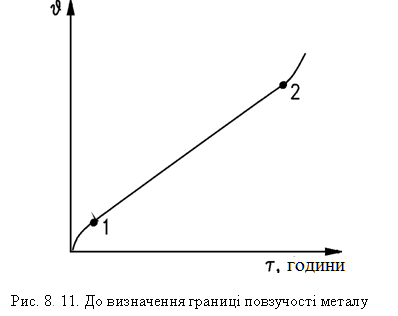 ϑ
2
1
τ, години
Рис. 8. 11. До визначення границі повзучості металу